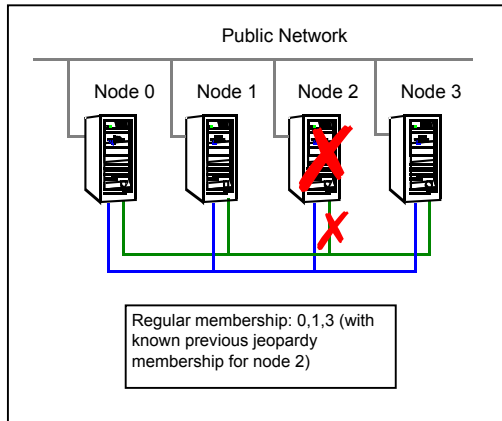 Public Network
Node 0 Node 1 Node 2 Node 3
Regular membership: 0,1,3 (with
known previous jeopardy
membership for node 2)